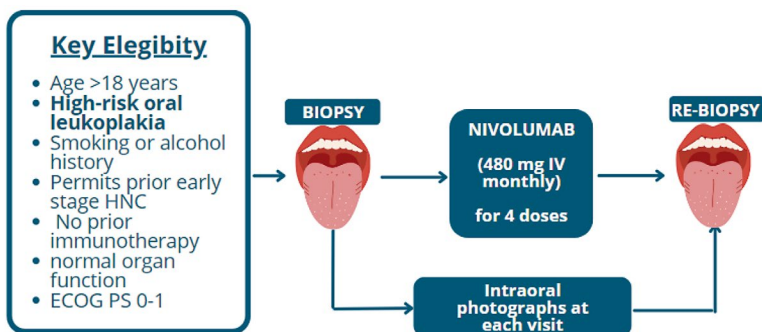 Key Elegibity
Age >18 years
High-risk oral
leukoplakia
Smoking or alcohol
history
Permits prior early
stage HNC
No prior
immunotherapy
normal organ
function
ECOG PS 0-1
BIOPSY
NIVOLUMAB
(480 mg IV
monthly)
for 4 doses
RE-BIOPSY
Intraoral
photographs at
each visit